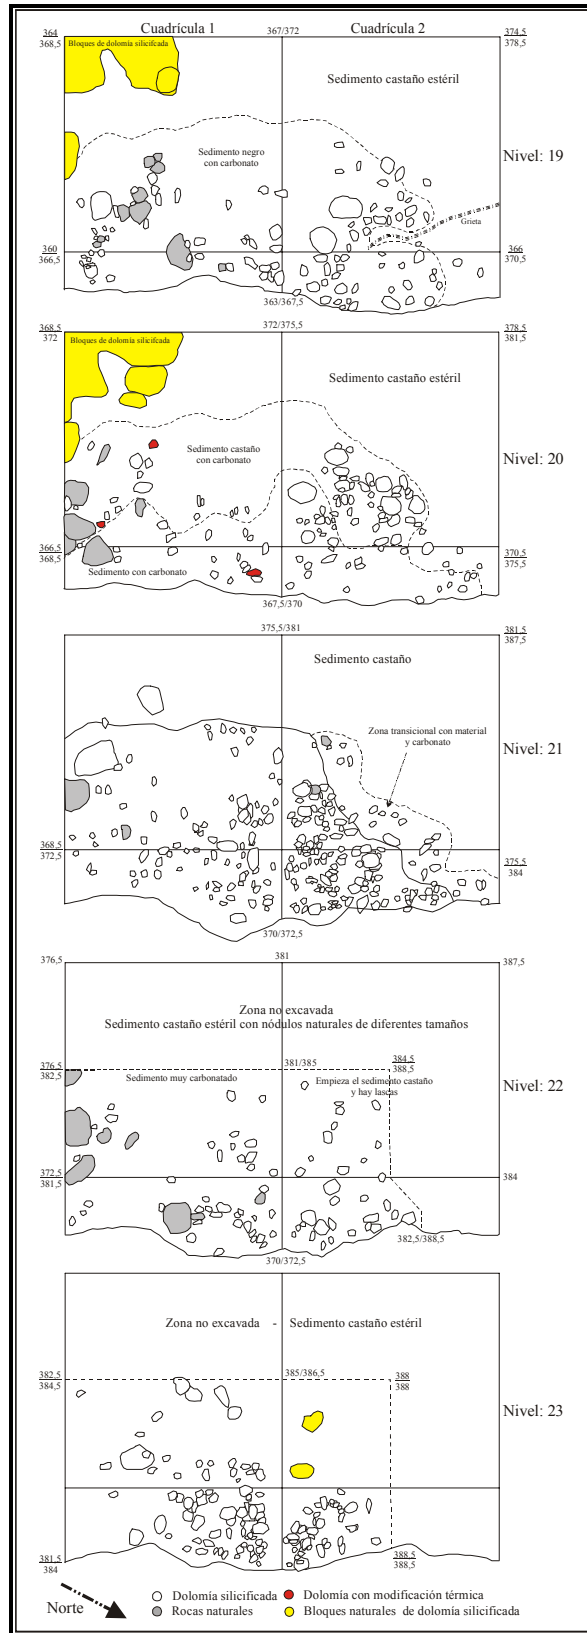 Cuadrícula 1
Cuadrícula 2
364
368,5
367/372
374,5
378,5
Bloques de dolomía silicifcada
Sedimento castaño estéril
Sedimento negro
con carbonato
Nivel: 19
Grieta
360
366,5
366
370,5
363/367,5
368,5
372
372/375,5
378,5
381,5
Bloques de dolomía silicifcada
Sedimento castaño estéril
Sedimento castaño
con carbonato
Nivel: 20
366,5
368,5
370,5
375,5
Sedimento con carbonato
367,5/370
375,5/381
381,5
387,5
Sedimento castaño
Zona transicional con material
y carbonato
Nivel: 21
368,5
372,5
375,5
384
370/372,5
376,5
381
387,5
Zona no excavada
Sedimento castaño estéril con nódulos naturales de diferentes tamaños
376,5
382,5
381/385
384,5
388,5
Sedimento muy carbonatado
Empieza el sedimento castaño
y hay lascas
Nivel: 22
372,5
381,5
384
382,5/388,5
370/372,5
Zona no excavada - Sedimento castaño estéril
382,5
384,5
385/386,5
388
388
Nivel: 23
381,5
384
388,5
388,5
Norte
Dolomía silicificada
Dolomía con modificación térmica
Rocas naturales
Bloques naturales de dolomía silicificada